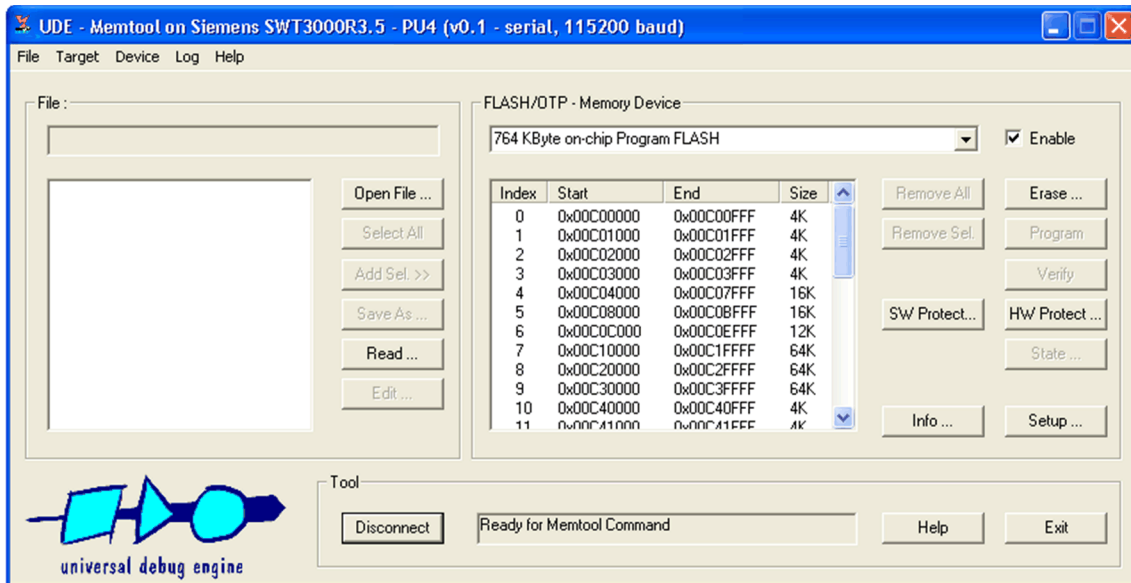 UDE - Memtool on Siemens SWT3000R3.5 - PU4 (v0.1 - serial, 115200 baud)
File Target Device Log Help
File :
Open File ...
Select All
Add Sel. >>
Save As ...
Read ...
Edit ...
FLASH/OTP - Memory Device
764 KByte on-chip Program FLASH
Enable
Index Start End Size
0 0x00C00000 0x00C00FFF 4K
1 0x00C01000 0x00C01FFF 4K
2 0x00C02000 0x00C02FFF 4K
3 0x00C03000 0x00C03FFF 4K
4 0x00C04000 0x00C07FFF 16K
5 0x00C08000 0x00C0BFFF 16K
6 0x00C0C000 0x00C0EFFF 12K
7 0x00C10000 0x00C1FFFF 64K
8 0x00C20000 0x00C2FFFF 64K
9 0x00C30000 0x00C3FFFF 64K
10 0x00C40000 0x00C40FFF 4K
11 0x00C41000 0x00C41FFF 4K
Remove All
Erase ...
Remove Sel.
Program
Verify
SW Protect...
HW Protect ...
State ...
Info ...
Setup ...
universal debug engine
Tool
Disconnect
Ready for Memtool Command
Help
Exit